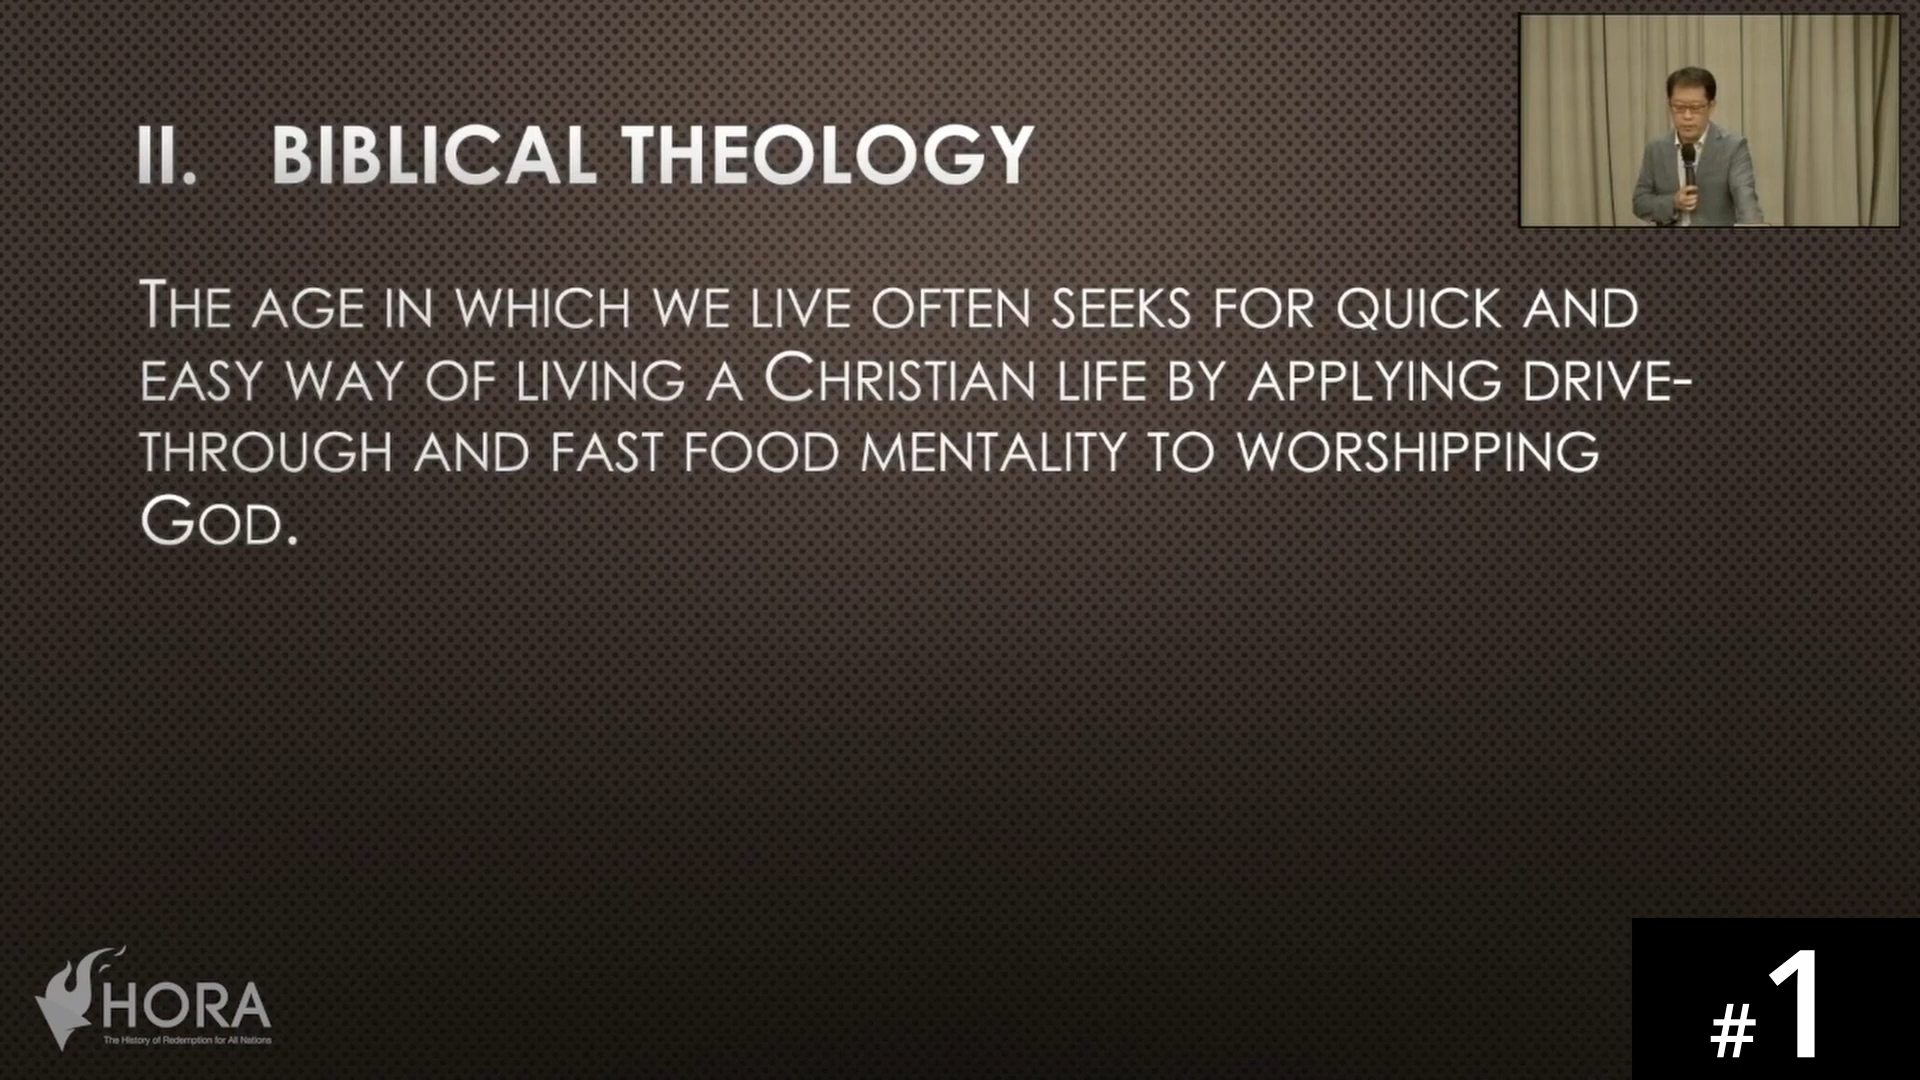 II. BIBLICAL THEOLOGY
THE AGE IN WHICH WE LIVE OFTEN SEEKS FOR QUICK AND
EASY WAY OF LIVING A CHRISTIAN LIFE BY APPLYING DRIVE-
THROUGH AND FAST FOOD MENTALITY TO WORSHIPPING
GOD.
HORA
The History of Redemption for All Nations
#1